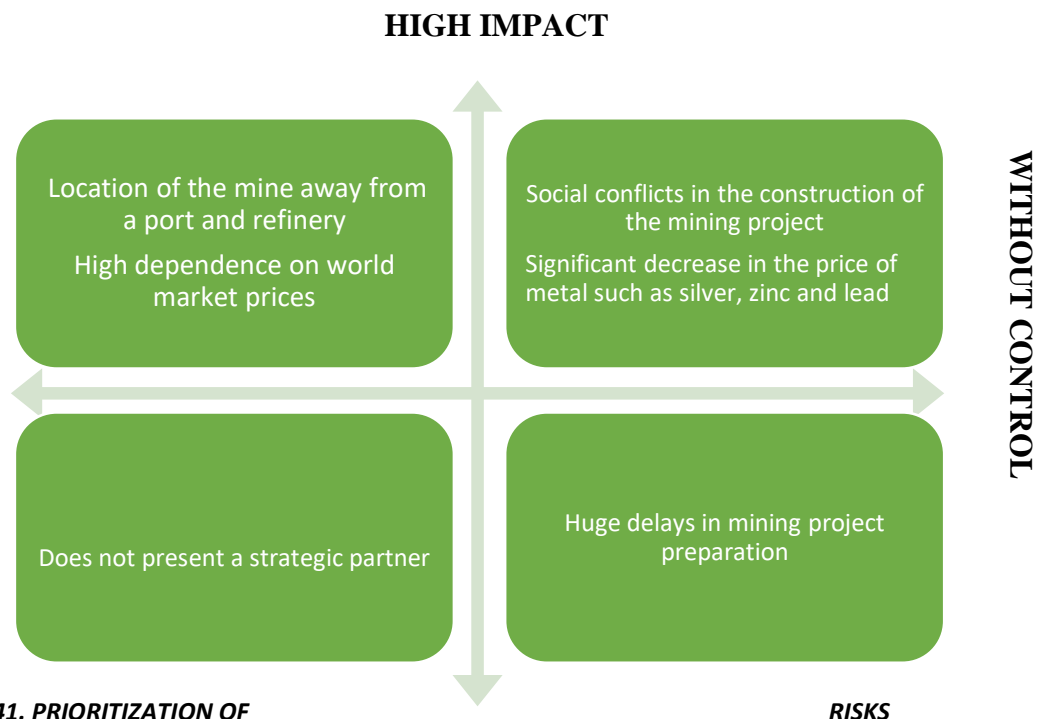 HIGH IMPACT
Location of the mine away from
a port and refinery
High dependence on world
market prices
Social conflicts in the construction of
the mining project
Significant decrease in the price of
metal such as silver, zinc and lead
WITHOUT CONTROL
Does not present a strategic partner
Huge delays in mining project
preparation
41. PRIORITIZATION OF RISKS